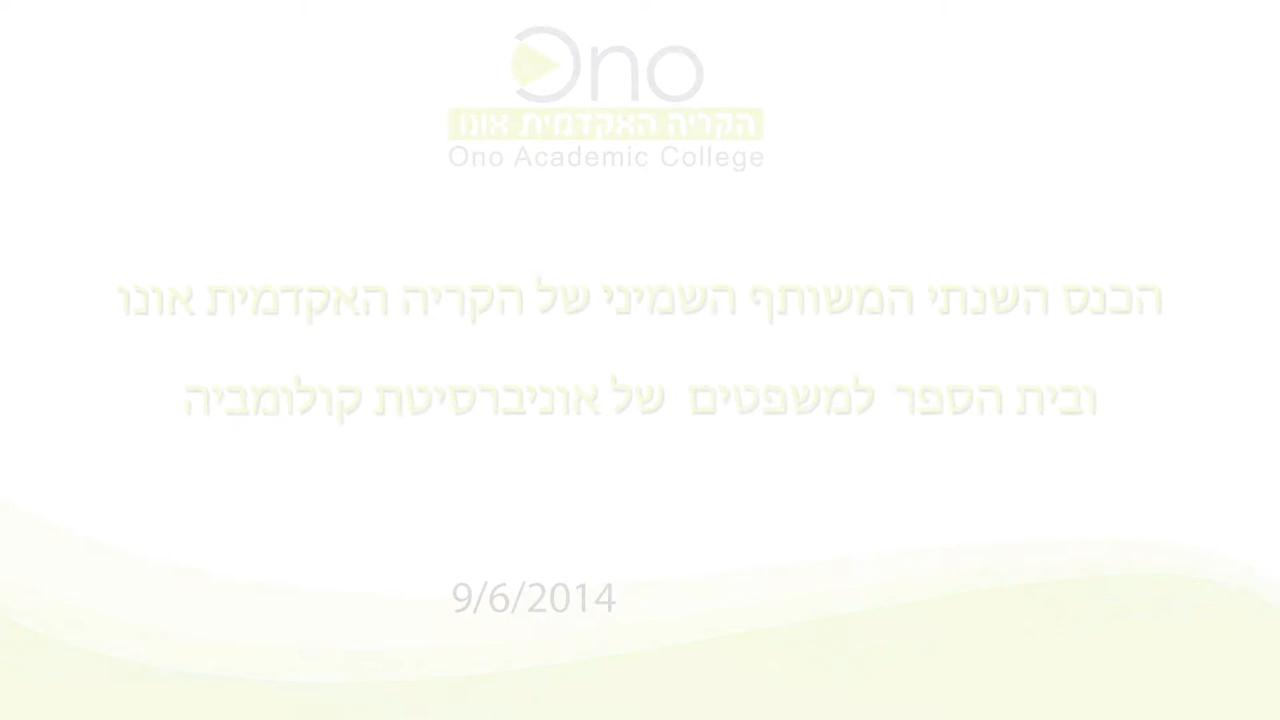 Ono
הקריה האקדמית אונו
Ono Academic College
הכנס השנתי המשותף השמיני של הקריה האקדמית אונו
ובית הספר למשפטים של אוניברסיטת קולומביה
9/6/2014